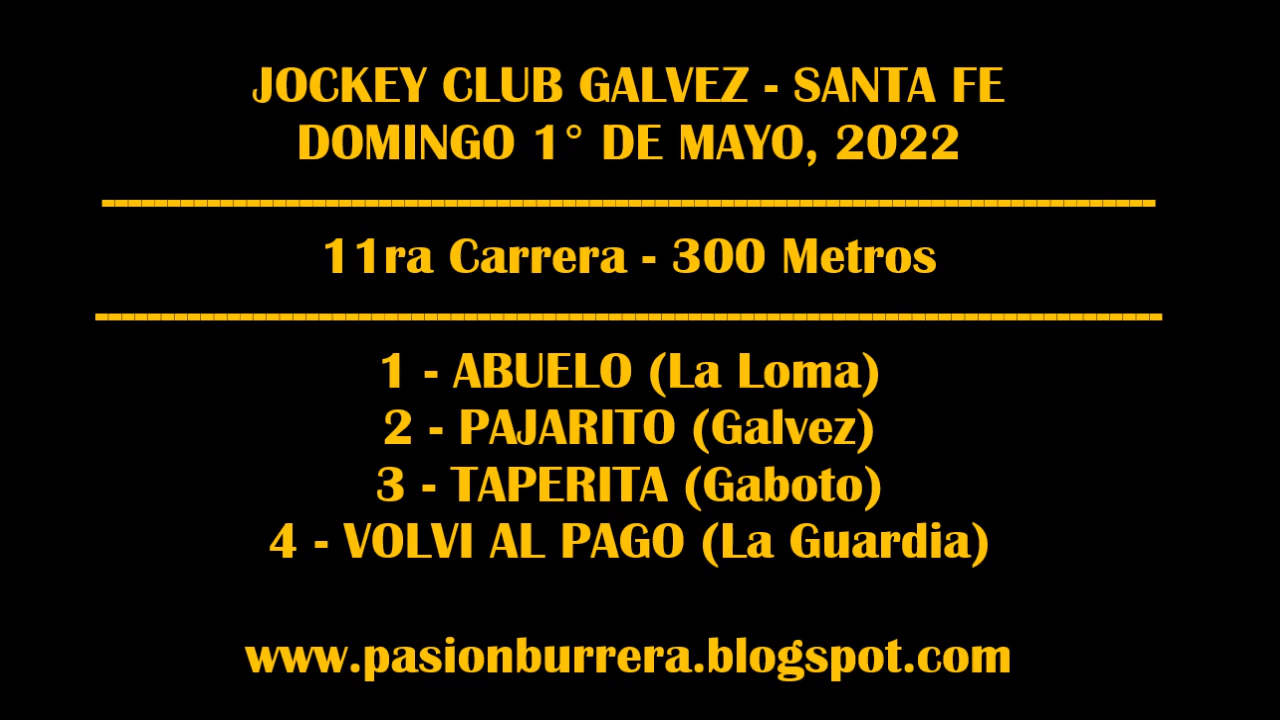 JOCKEY CLUB GALVEZ - SANTA FE
DOMINGO 1° DE MAYO, 2022
11ra Carrera - 300 Metros
1 - ABUELO (La Loma)
2 - PAJARITO (Galvez)
3 - TAPERITA (Gaboto)
4 - VOLVI AL PAGO (La Guardia)
www.pasionburrera.blogspot.com